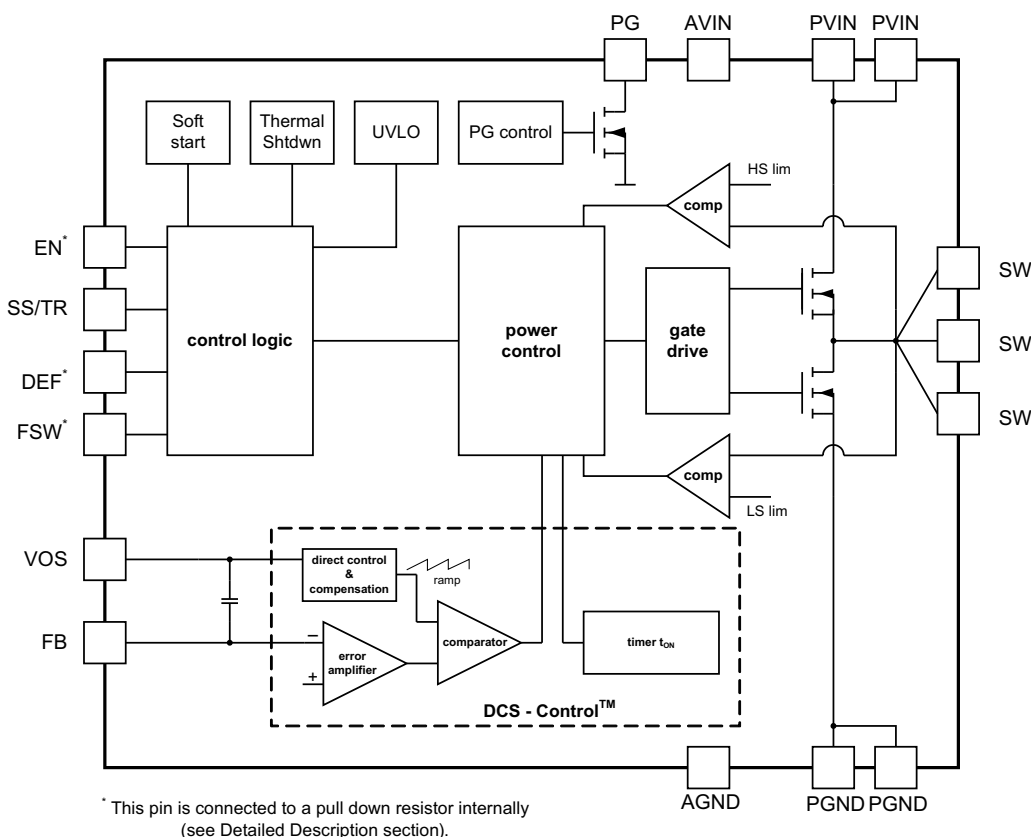 PG
AVIN
PVIN
PVIN
Soft
start
Thermal
Shtdwn
UVLO
PG control
HS lim
comp
EN*
SS/TR
DEF*
FSW*
control logic
power
control
gate
drive
SW
SW
SW
comp
LS lim
VOS
FB
direct control
&
compensation
ramp
error
amplifier
−
+
comparator
timer tON
DCS - Control™
AGND
PGND
PGND
* This pin is connected to a pull down resistor internally
(see Detailed Description section).